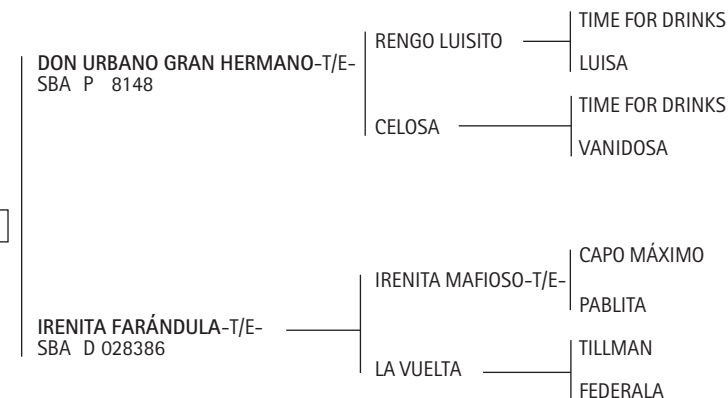 TIME FOR DRINKS
RENGO LUISITO
LUISA
DON URBANO GRAN HERMANO-T/E-
SBA P 8148
TIME FOR DRINKS
CELOSA
VANIDOSA
CAPO MÁXIMO
IRENITA MAFIOSO-T/E-
PABLITA
IRENITA FARÁNDULA-T/E-
SBA D 028386
TILLMAN
LA VUELTA
FEDERALA